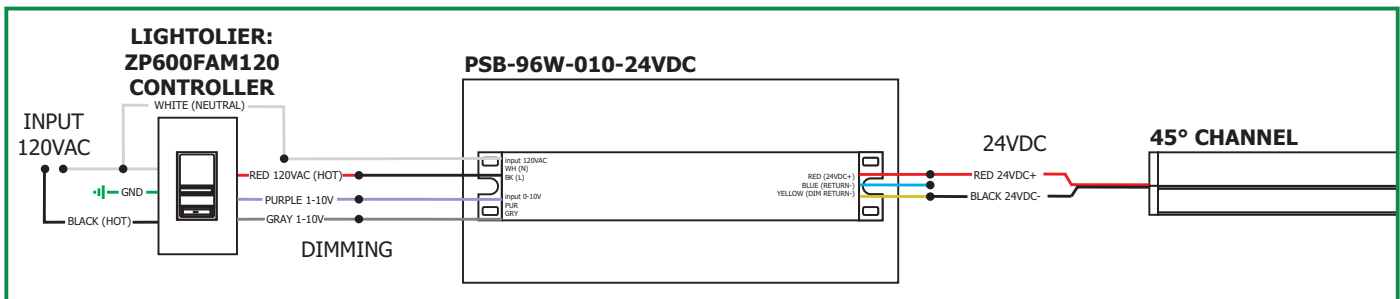 LIGHTOLIER:
ZP600FAM120
CONTROLLER
WHITE (NEUTRAL)
INPUT
120VAC
GND
BLACK (HOT)
RED 120VAC (HOT)
PURPLE 1-10V
GRAY 1-10V
DIMMING
PSB-96W-010-24VDC
input 120VAC
WH (N)
BK (L)
input 0-10V
PUR
GRY
RED (24VDC+)
BLUE (RETURN-)
YELLOW (DIM RETURN-)
24VDC
RED 24VDC+
BLACK 24VDC-
45° CHANNEL